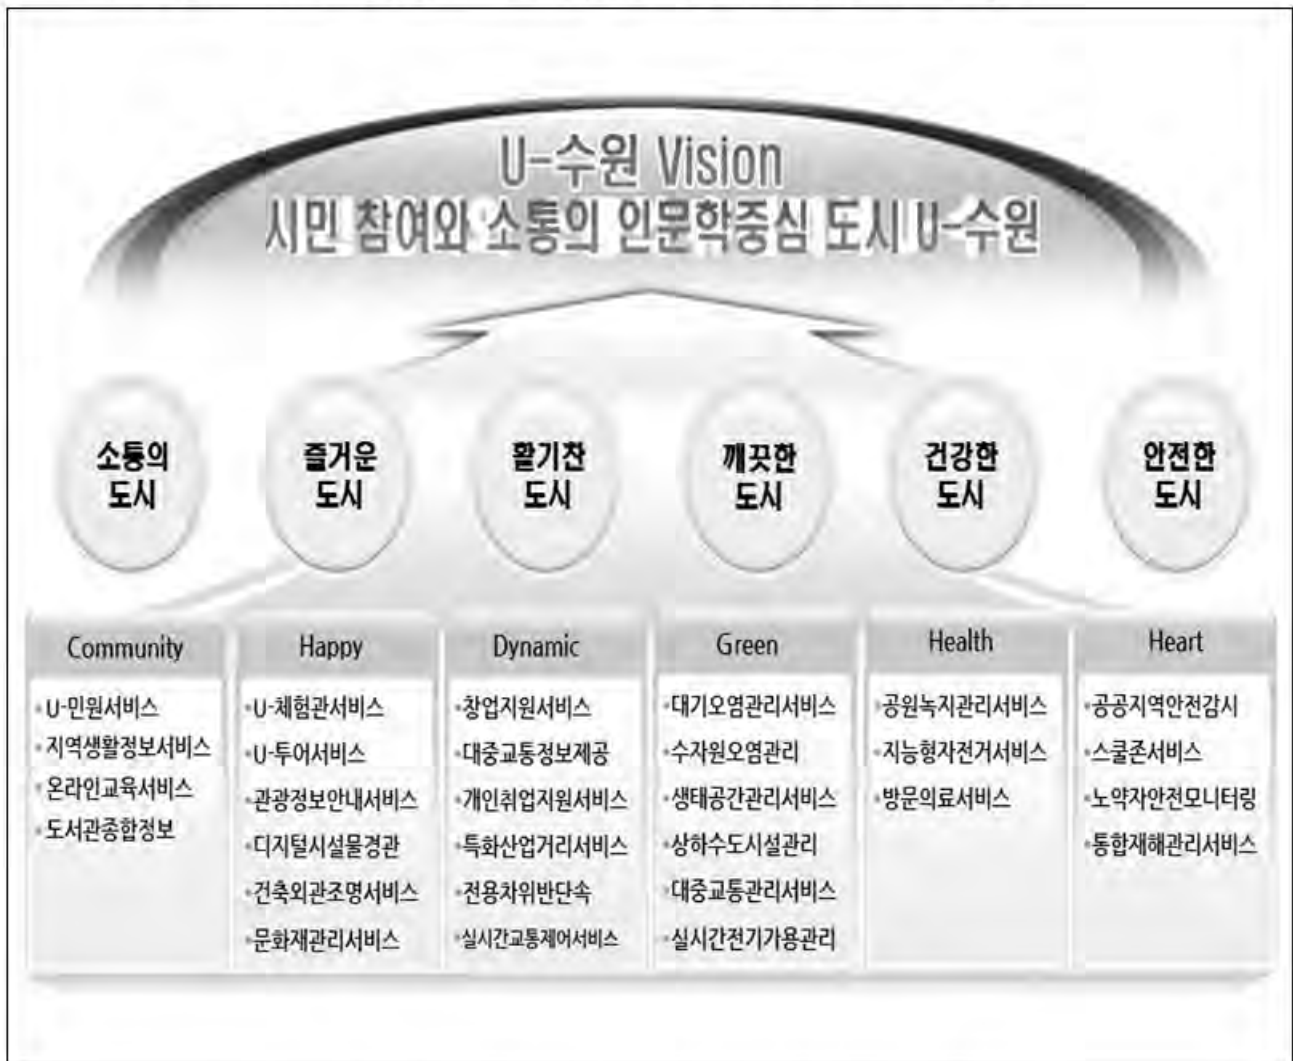 U-수원 Vision
시민 참여와 소통의 인문학중심 도시 U-수원
소통의
도시
즐거운
도시
활기찬
도시
깨끗한
도시
건강한
도시
안전한
도시
Community
•U-민원서비스
•지역생활정보서비스
•온라인교육서비스
•도서관종합정보
Happy
•U-체험관서비스
•U-투어서비스
•관광정보안내서비스
•디지털시설물경관
•건축외관조명서비스
•문화재관리서비스
Dynamic
•창업지원서비스
•대중교통정보제공
•개인취업지원서비스
•특화산업거리서비스
•전용차위반단속
•실시간교통제어서비스
Green
•대기오염관리서비스
•수자원오염관리
•생태공간관리서비스
•상하수도시설관리
•대중교통관리서비스
•실시간전기가용관리
Health
•공원녹지관리서비스
•지능형자전거서비스
•방문의료서비스
Heart
•공공지역안전감시
•스쿨존서비스
•노약자안전모니터링
•통합재해관리서비스